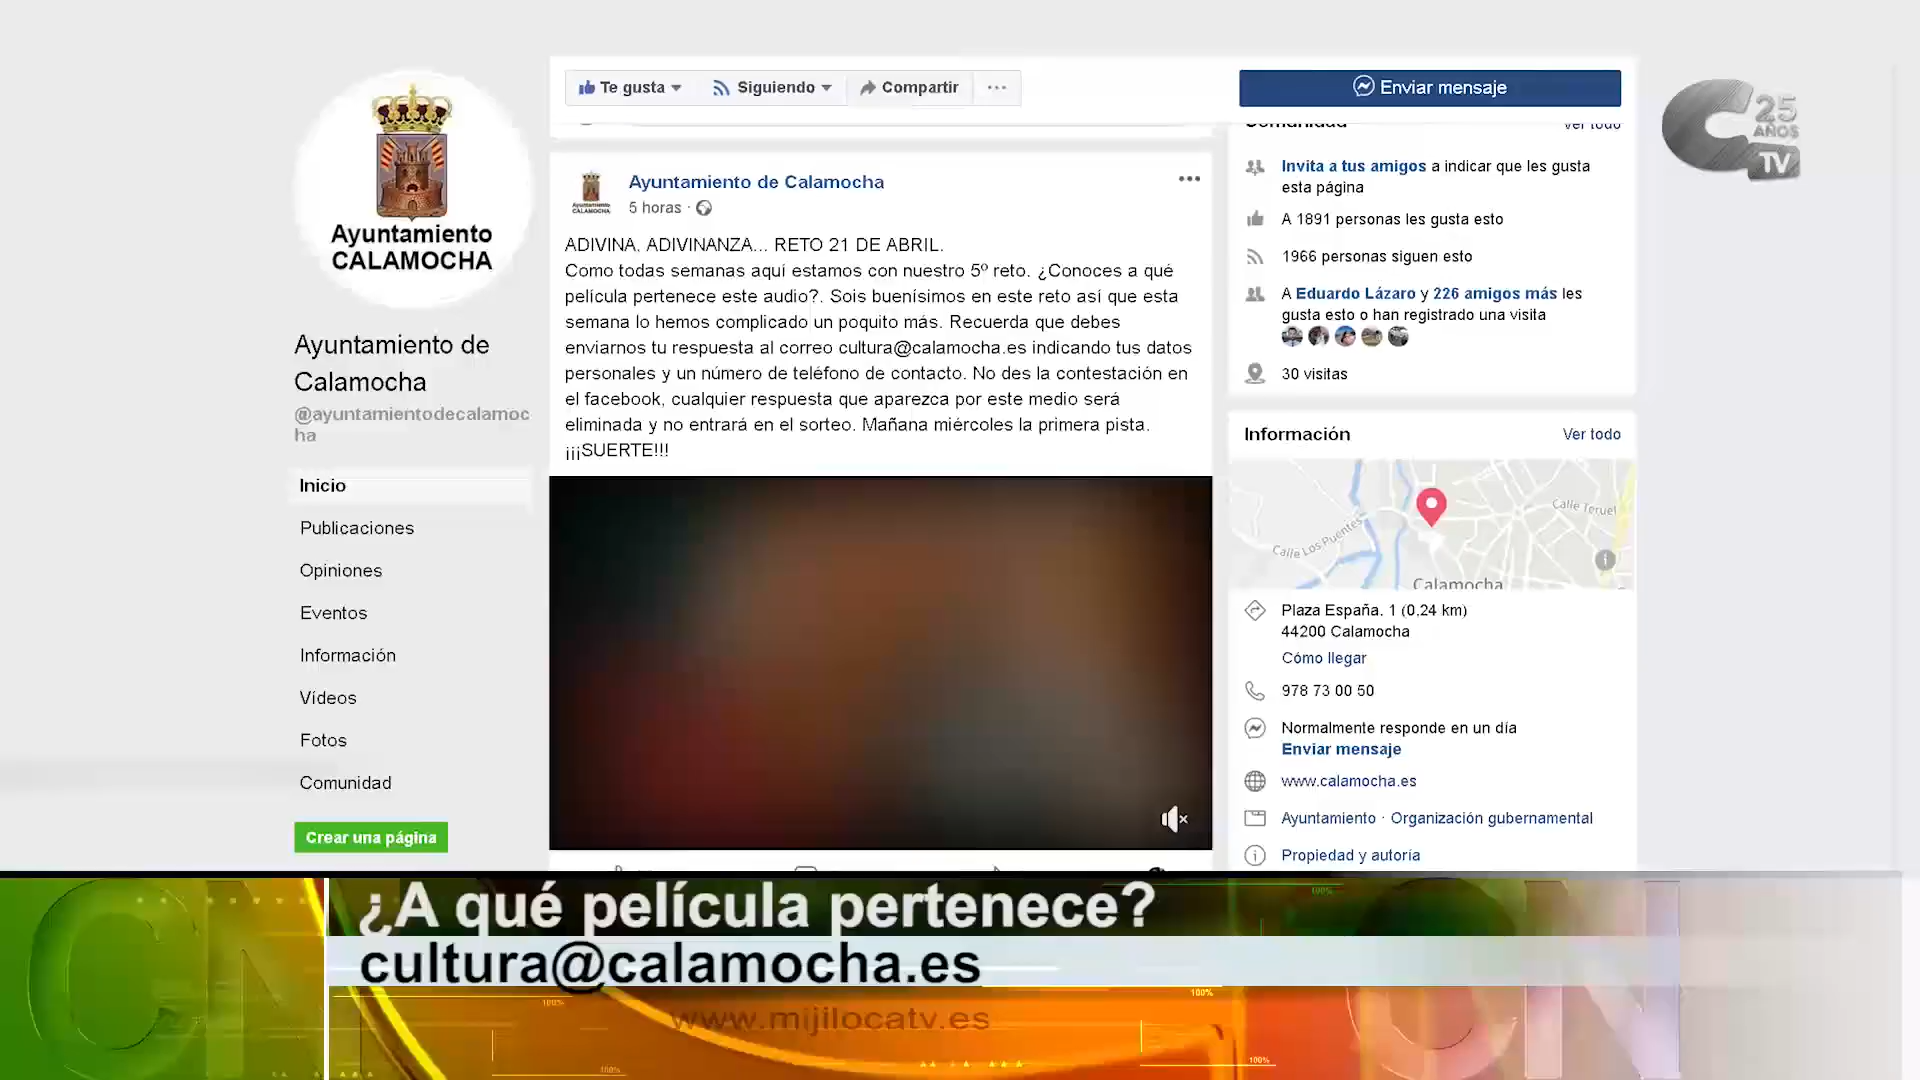 Te gusta
Siguiendo
Compartir
Enviar mensaje
25
AÑOS
TV
Ayuntamiento
CALAMOCHA
Ayuntamiento de
Calamocha
@ayuntamientodecalamoc
ha
Inicio
Publicaciones
Opiniones
Eventos
Información
Vídeos
Fotos
Comunidad
Crear una página
Ayuntamiento
CALAMOCHA
Ayuntamiento de Calamocha
5 horas ·
ADIVINA, ADIVINANZA... RETO 21 DE ABRIL.
Como todas semanas aquí estamos con nuestro 5º reto. ¿Conoces a qué
película pertenece este audio?. Sois buenísimos en este reto así que esta
semana lo hemos complicado un poquito más. Recuerda que debes
enviarnos tu respuesta al correo cultura@calamocha.es indicando tus datos
personales y un número de teléfono de contacto. No des la contestación en
el facebook, cualquier respuesta que aparezca por este medio será
eliminada y no entrará en el sorteo. Mañana miércoles la primera pista.
¡¡¡SUERTE!!!
Comunidad
Ver todo
Invita a tus amigos a indicar que les gusta
esta página
A 1891 personas les gusta esto
1966 personas siguen esto
A Eduardo Lázaro y 226 amigos más les
gusta esto o han registrado una visita
30 visitas
Información
Ver todo
Calle Teruel
Calle Los Puentes
Calamocha
Plaza España, 1 (0,24 km)
44200 Calamocha
Cómo llegar
978 73 00 50
Normalmente responde en un día
Enviar mensaje
www.calamocha.es
Ayuntamiento · Organización gubernamental
Propiedad y autoría
¿A qué película pertenece?
cultura@calamocha.es
www.mijilocatv.es
100%
100%
100%
100%
100%